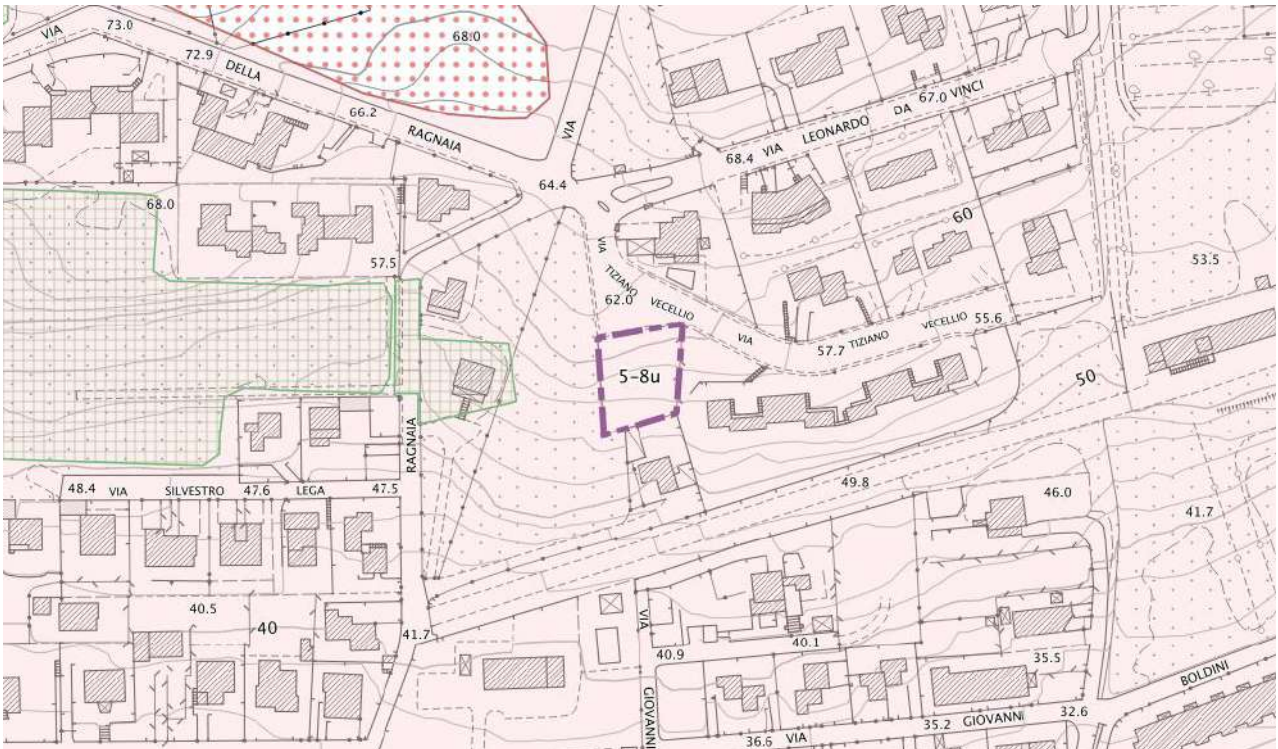 VIA
73.0
68.0
72.9
DELLA
67.0
VINCI
DA
66.2
LEONARDO
RAGNAIA
VIA
VIA
68.4
64.4
68.0
60
VIA
57.5
53.5
TIZIANO
62.0
VECELLIO
55.6
VIA
57.7
TIZIANO
VECELLIO
5-8u
50
RAGNAIA
49.8
48.4
VIA
SILVESTRO
47.6
LEGA
47.5
46.0
41.7
40.5
40
41.7
VIA
40.9
40.1
35.5
BOLDINI
GIOVANNI
35.2
GIOVANNI
32.6
36.6
VIA